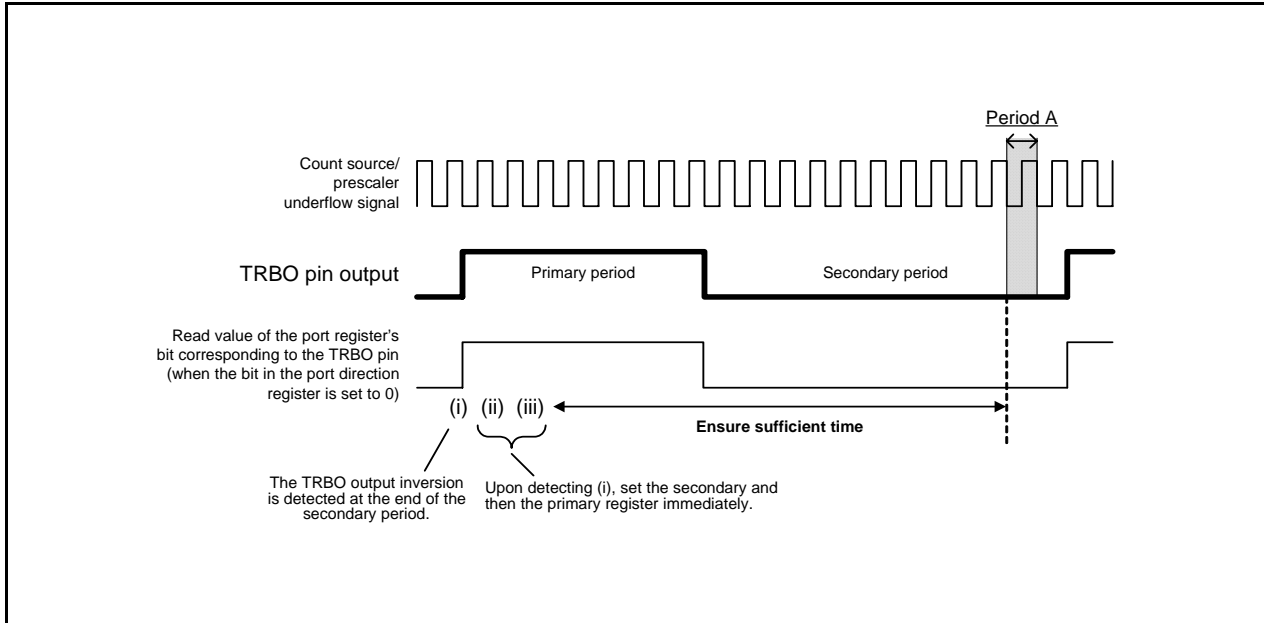 Period A
Count source/
prescaler
underflow signal
TRBO pin output
Primary period
Secondary period
Read value of the port register's
bit corresponding to the TRBO pin
(when the bit in the port direction
register is set to 0)
(i) (ii) (iii)
Ensure sufficient time
The TRBO output inversion
is detected at the end of the
secondary period.
Upon detecting (i), set the secondary and
then the primary register immediately.